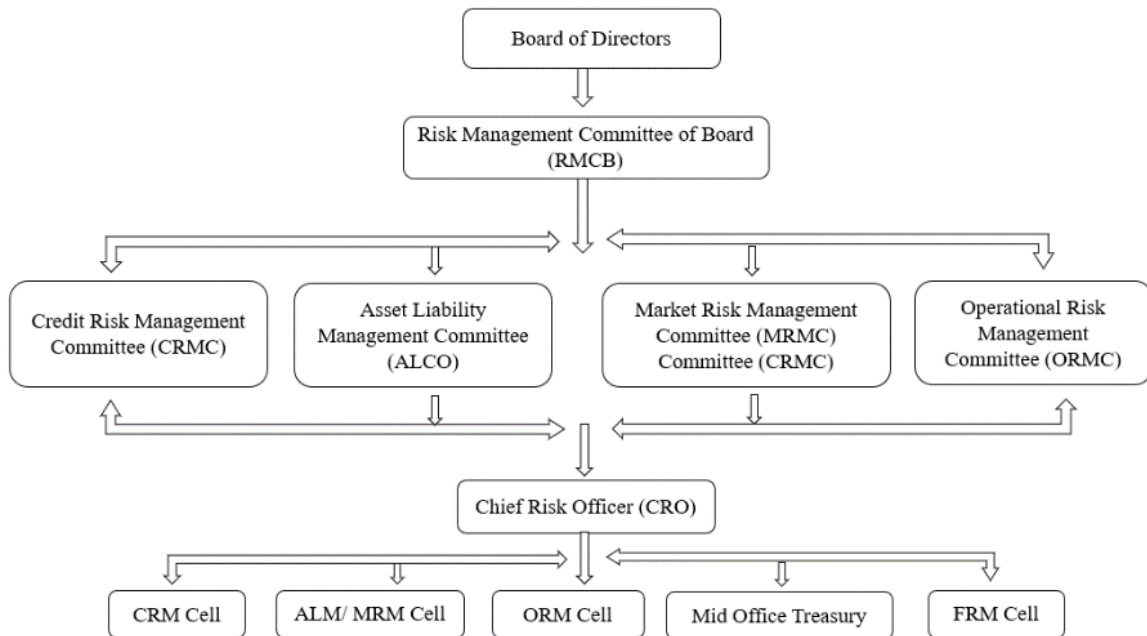 Board of Directors
Risk Management Committee of Board
(RMCB)
Credit Risk Management
Committee (CRMC)
Asset Liability
Management Committee
(ALCO)
Market Risk Management
Committee (MRMC)
Committee (CRMC)
Operational Risk
Management
Committee (ORMC)
Chief Risk Officer (CRO)
CRM Cell
ALM/ MRM Cell
ORM Cell
Mid Office Treasury
FRM Cell